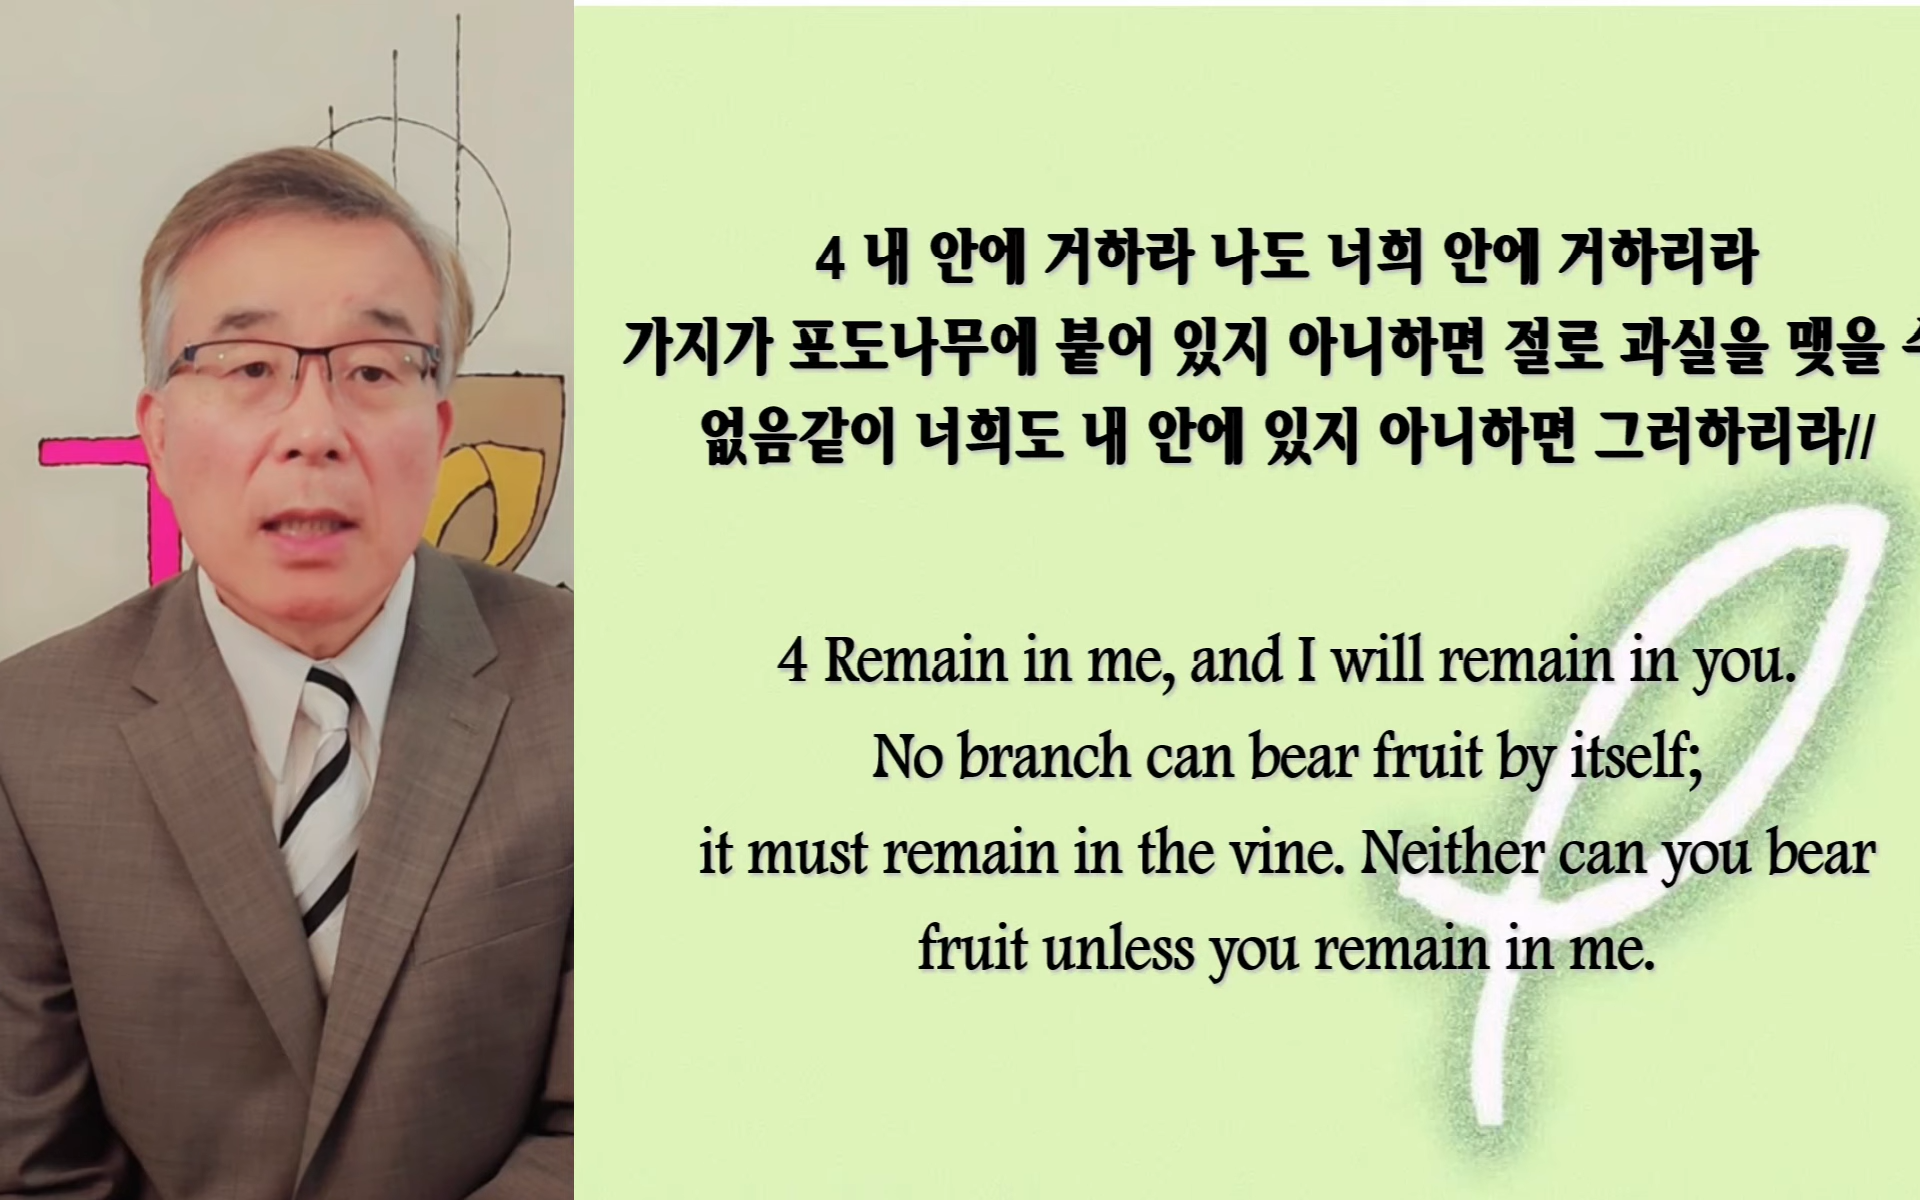 4 내 안에 거하라 나도 너희 안에 거하리라
가지가 포도나무에 붙어 있지 아니하면 절로 과실을 맺을
없음같이 너희도 내 안에 있지 아니하면 그러하리라//
4 Remain in me, and I will remain in you.
No branch can bear fruit by itself;
it must remain in the vine. Neither can you bear
fruit unless you remain in me.